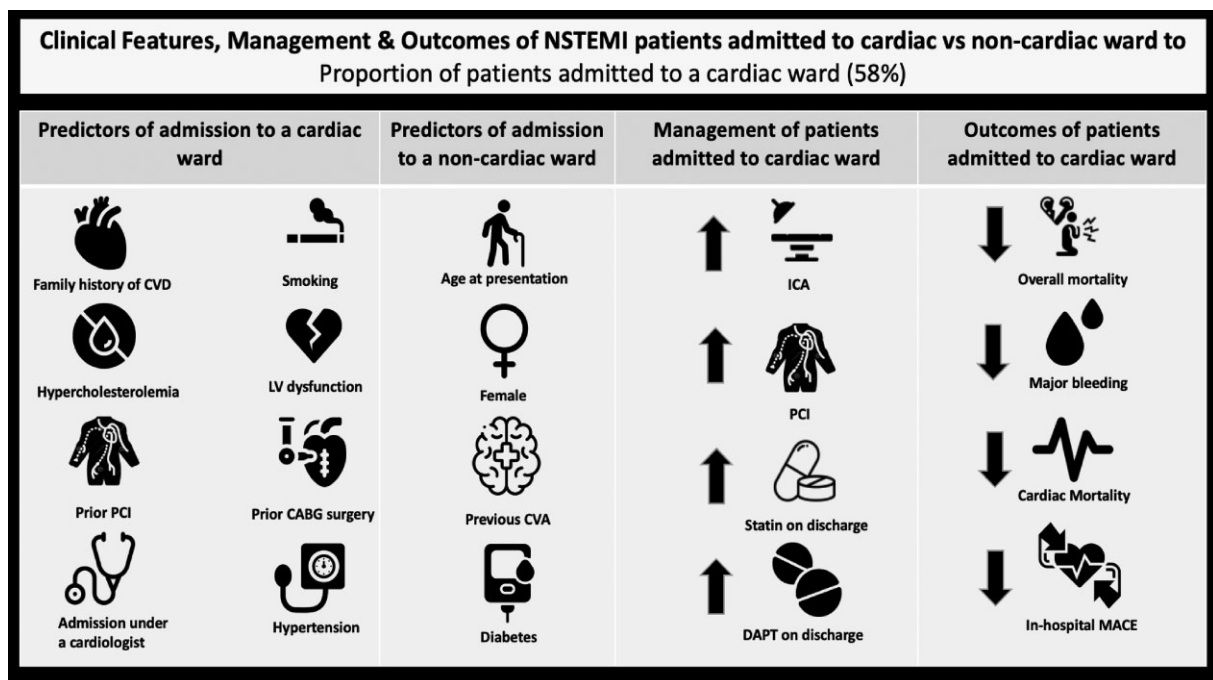 Clinical Features, Management & Outcomes of NSTEMI patients admitted to cardiac vs non-cardiac ward to
Proportion of patients admitted to a cardiac ward (58%)
Predictors of admission to a cardiac
ward
Family history of CVD
Smoking
Hypercholesterolemia
LV dysfunction
Prior PCI
Prior CABG surgery
Admission under
a cardiologist
Hypertension
Predictors of admission
to a non-cardiac ward
Age at presentation
Female
Previous CVA
Diabetes
Management of patients
admitted to cardiac ward
ICA
PCI
Statin on discharge
DAPT on discharge
Outcomes of patients
admitted to cardiac ward
Overall mortality
Major bleeding
Cardiac Mortality
In-hospital MACE